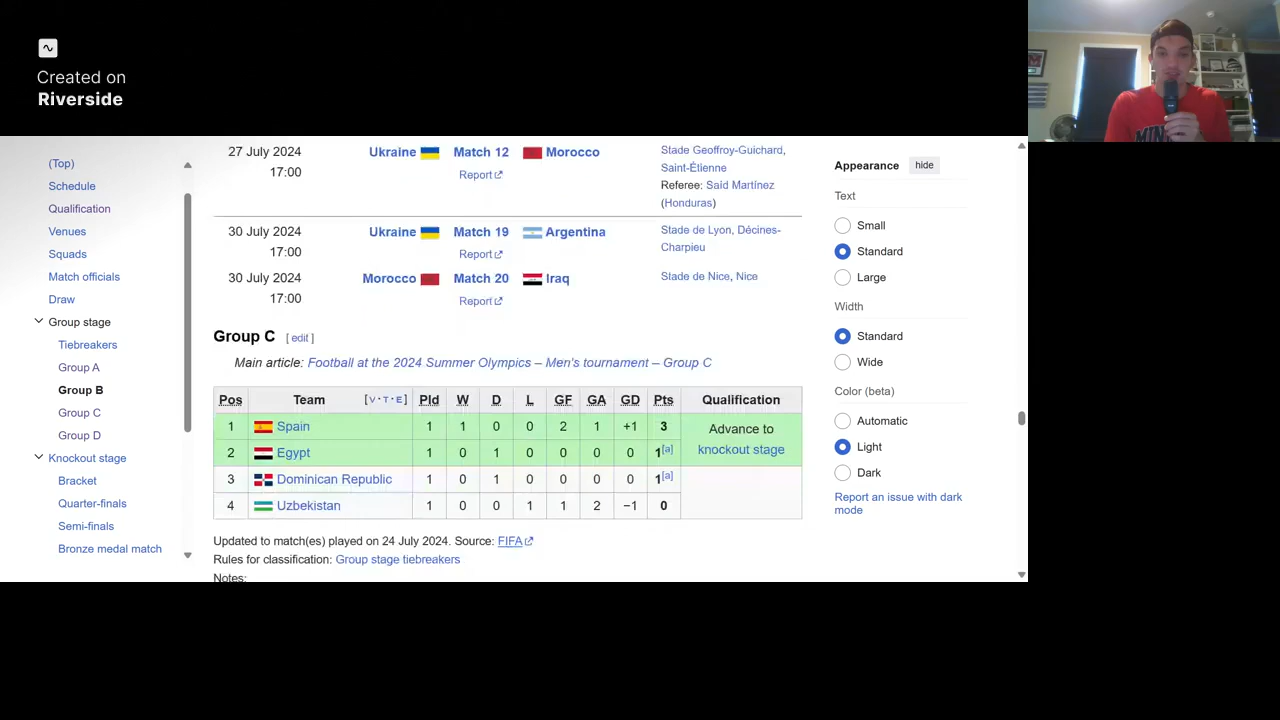 Created on
Riverside
(Top)
Schedule
Qualification
Venues
Squads
Match officials
Draw
Group stage
Tiebreakers
Group A
Group B
Group C
Group D
Knockout stage
Bracket
Quarter-finals
Semi-finals
Bronze medal match
27 July 2024
17:00
Ukraine Match 12 Morocco
Report
Stade Geoffroy-Guichard,
Saint-Étienne
Referee: Saíd Martínez
(Honduras)
30 July 2024
17:00
Ukraine Match 19 Argentina
Report
Stade de Lyon, Décines-
Charpieu
30 July 2024
17:00
Morocco Match 20 Iraq
Report
Stade de Nice, Nice
Group C [ edit ]
Main article: Football at the 2024 Summer Olympics – Men's tournament – Group C
Pos Team [V·T·E] Pld W D L GF GA GD Pts Qualification
1 Spain 1 1 0 0 2 1 +1 3 Advance to
knockout stage
2 Egypt 1 0 1 0 0 0 0 1[a]
3 Dominican Republic 1 0 1 0 0 0 0 1[a]
4 Uzbekistan 1 0 0 1 1 2 −1 0
Updated to match(es) played on 24 July 2024. Source: FIFA
Rules for classification: Group stage tiebreakers
Notes:
Appearance hide
Text
Small
Standard
Large
Width
Standard
Wide
Color (beta)
Automatic
Light
Dark
Report an issue with dark
mode